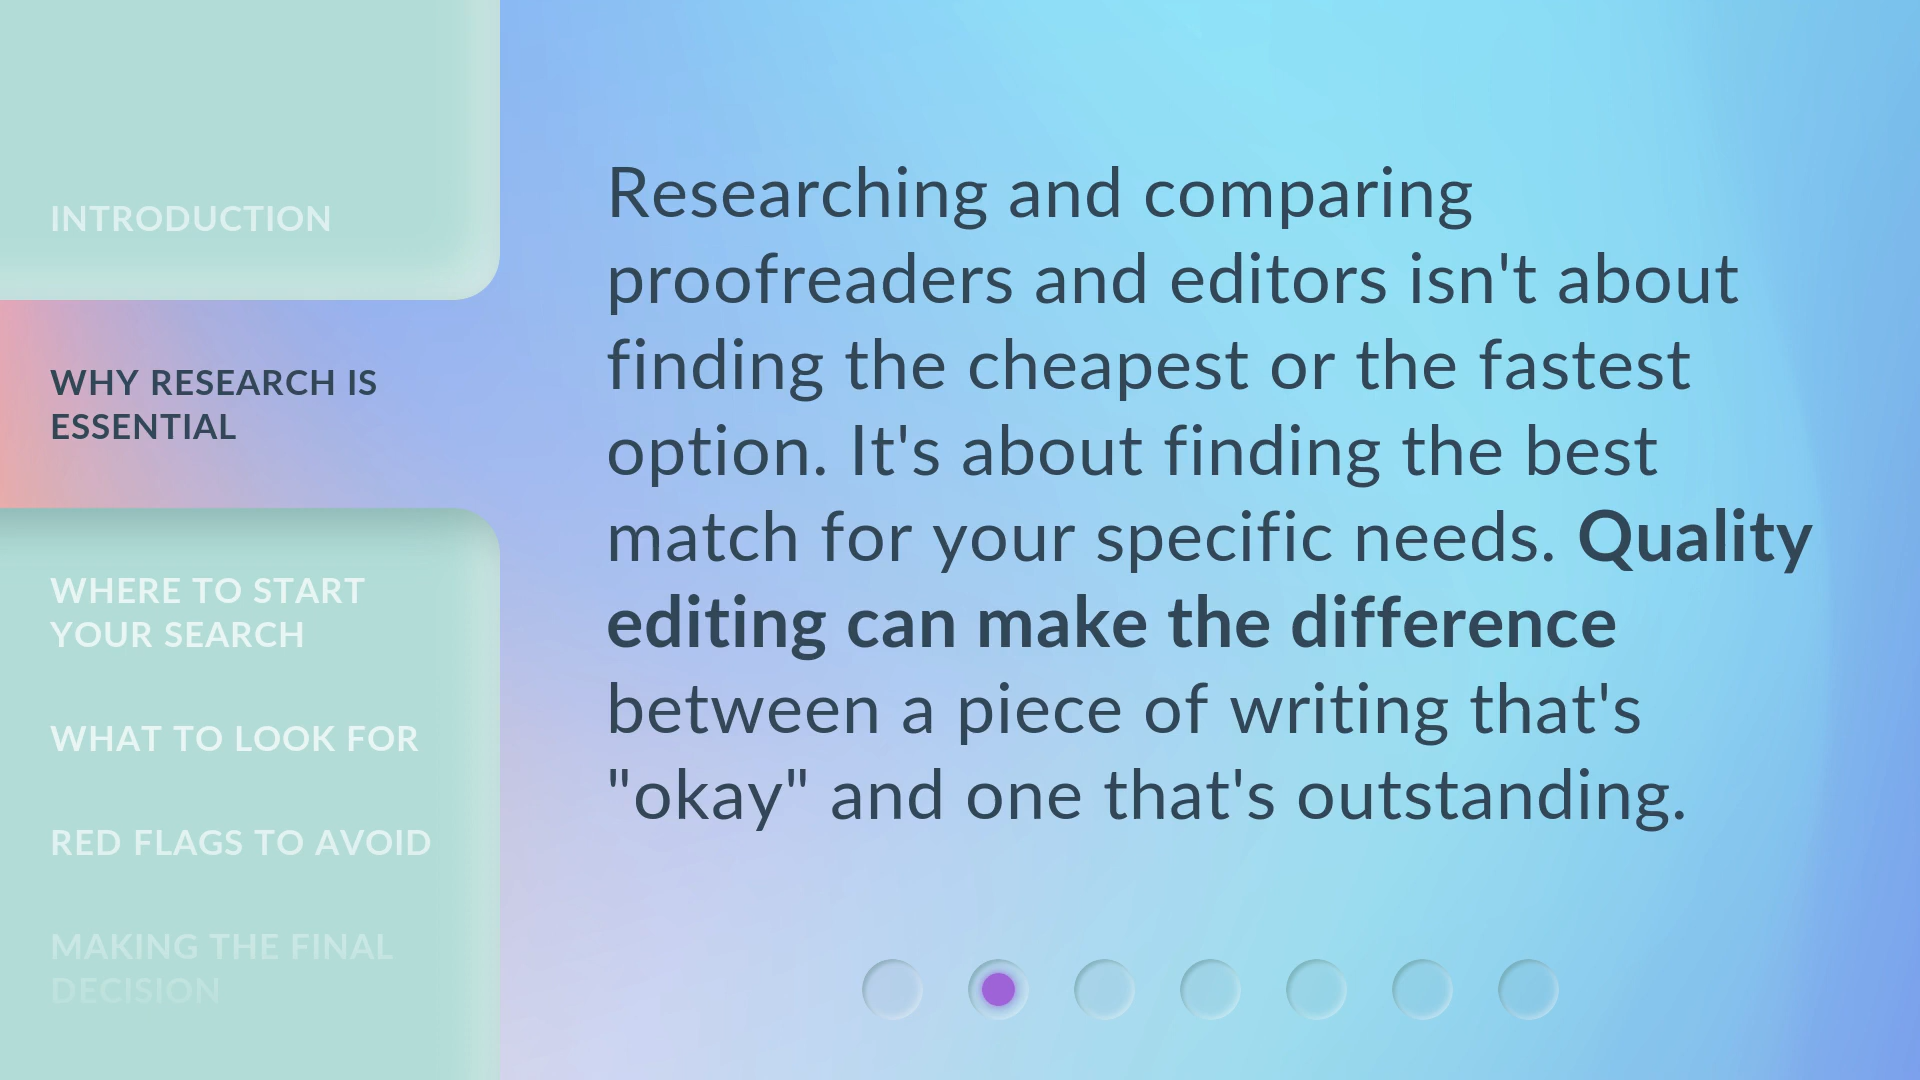 INTRODUCTION
WHY RESEARCH IS
ESSENTIAL
WHERE TO START
YOUR SEARCH
WHAT TO LOOK FOR
RED FLAGS TO AVOID
MAKING THE FINAL
DECISION
Researching and comparing
proofreaders and editors isn't about
finding the cheapest or the fastest
option. It's about finding the best
match for your specific needs. Quality
editing can make the difference
between a piece of writing that's
"okay" and one that's outstanding.